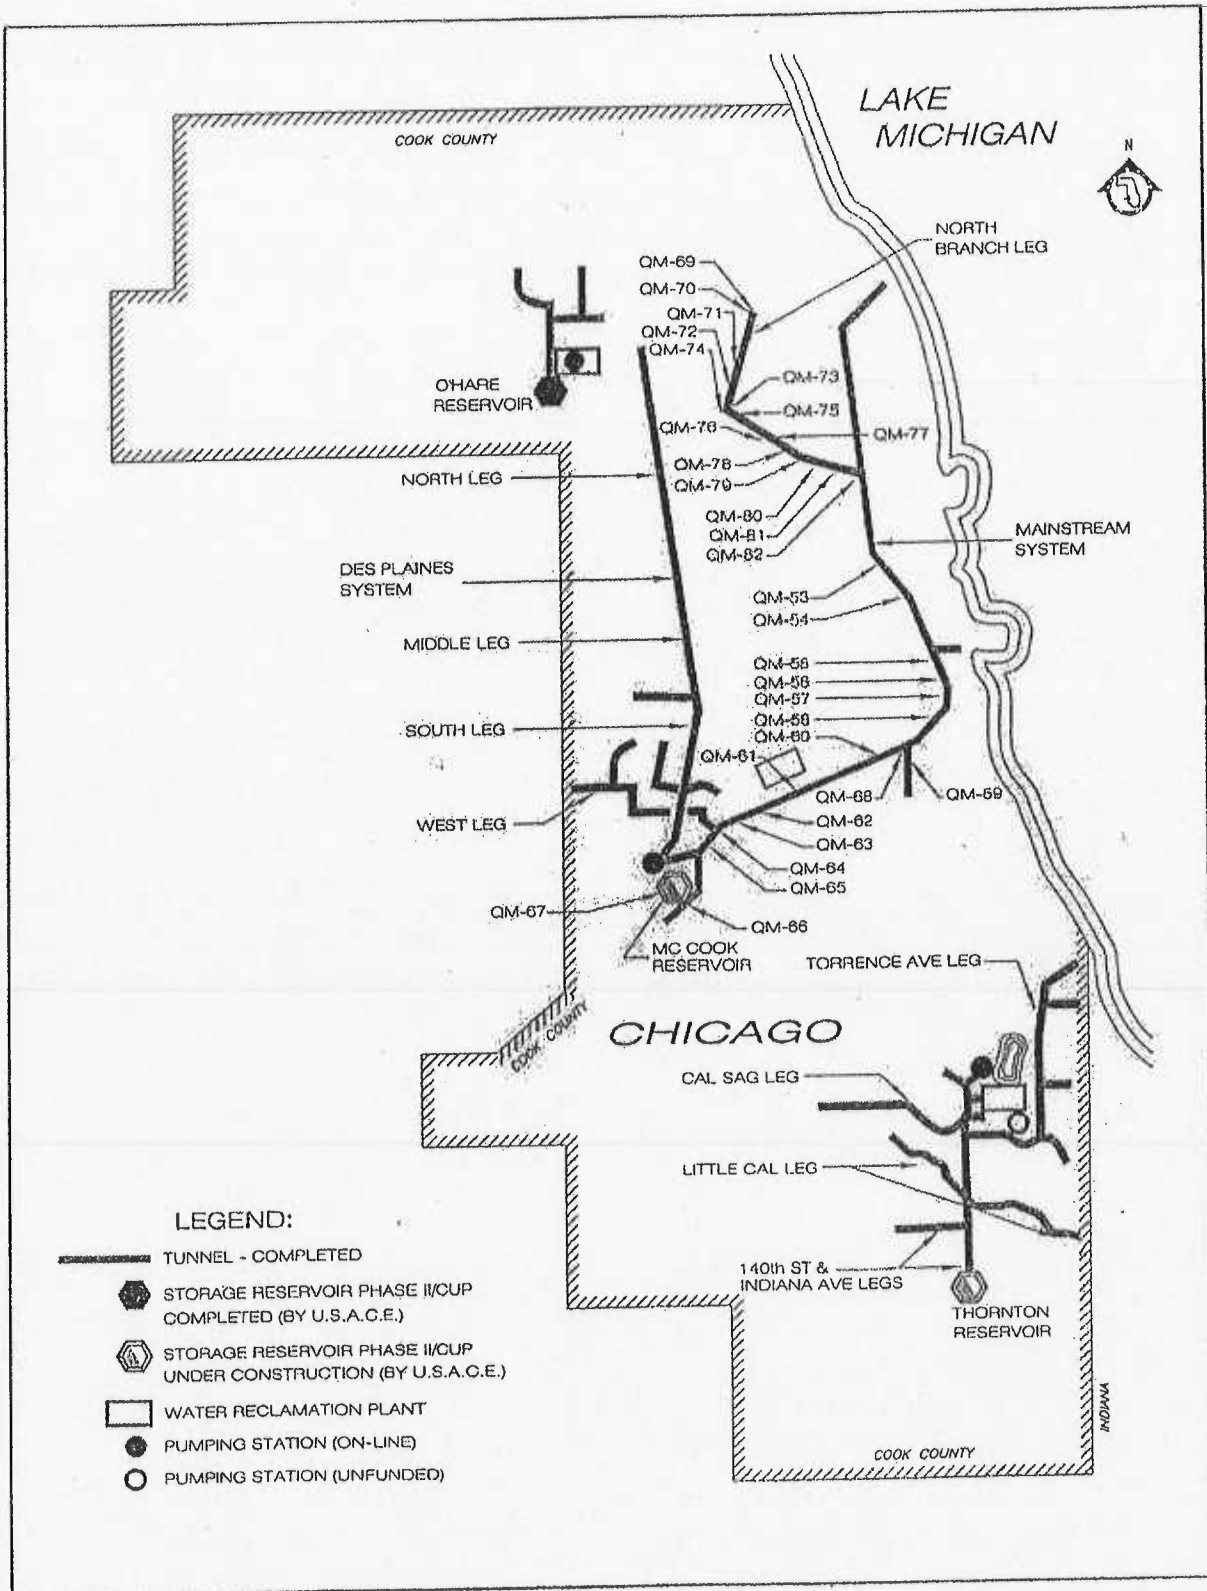 LAKE
MICHIGAN
COOK COUNTY
N
NORTH
BRANCH LEG
QM-69
QM-70
QM-71
QM-72
QM-74
QM-73
QM-75
O'HARE
RESERVOIR
QM-76
QM-77
QM-78
NORTH LEG
QM-79
QM-80
QM-81
QM-82
MAINSTREAM
SYSTEM
DES PLAINES
SYSTEM
QM-53
QM-54
MIDDLE LEG
QM-55
QM-56
QM-57
QM-58
SOUTH LEG
QM-60
QM-61
QM-68
QM-59
WEST LEG
QM-62
QM-63
QM-64
QM-65
QM-67
QM-66
MC COOK
RESERVOIR
TORRENCE AVE LEG
COOK COUNTY
CHICAGO
CAL SAG LEG
LITTLE CAL LEG
140th ST &
INDIANA AVE LEGS
THORNTON
RESERVOIR
INDIANA
COOK COUNTY
LEGEND:
TUNNEL - COMPLETED
STORAGE RESERVOIR PHASE II/CUP
COMPLETED (BY U.S.A.C.E.)
STORAGE RESERVOIR PHASE II/CUP
UNDER CONSTRUCTION (BY U.S.A.C.E.)
WATER RECLAMATION PLANT
PUMPING STATION (ON-LINE)
PUMPING STATION (UNFUNDED)